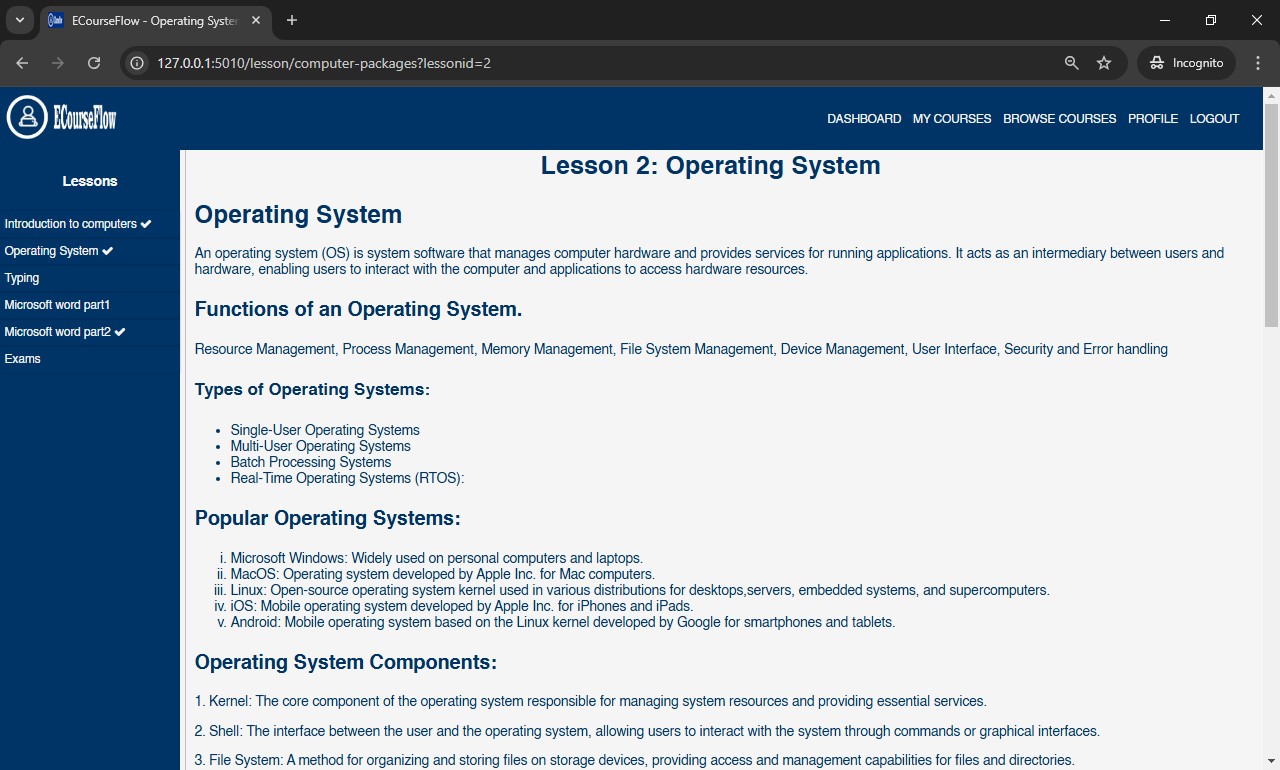 ECourseFlow - Operating System
127.0.0.1:5010/lesson/computer-packages?lessonid=2
Incognito
ECourseFlow
DASHBOARD MY COURSES BROWSE COURSES PROFILE LOGOUT
Lessons
Introduction to computers ✔
Operating System ✔
Typing
Microsoft word part1
Microsoft word part2 ✔
Exams
Lesson 2: Operating System
Operating System
An operating system (OS) is system software that manages computer hardware and provides services for running applications. It acts as an intermediary between users and
hardware, enabling users to interact with the computer and applications to access hardware resources.
Functions of an Operating System.
Resource Management, Process Management, Memory Management, File System Management, Device Management, User Interface, Security and Error handling
Types of Operating Systems:
• Single-User Operating Systems
• Multi-User Operating Systems
• Batch Processing Systems
• Real-Time Operating Systems (RTOS):
Popular Operating Systems:
i. Microsoft Windows: Widely used on personal computers and laptops.
ii. MacOS: Operating system developed by Apple Inc. for Mac computers.
iii. Linux: Open-source operating system kernel used in various distributions for desktops,servers, embedded systems, and supercomputers.
iv. iOS: Mobile operating system developed by Apple Inc. for iPhones and iPads.
v. Android: Mobile operating system based on the Linux kernel developed by Google for smartphones and tablets.
Operating System Components:
1. Kernel: The core component of the operating system responsible for managing system resources and providing essential services.
2. Shell: The interface between the user and the operating system, allowing users to interact with the system through commands or graphical interfaces.
3. File System: A method for organizing and storing files on storage devices, providing access and management capabilities for files and directories.